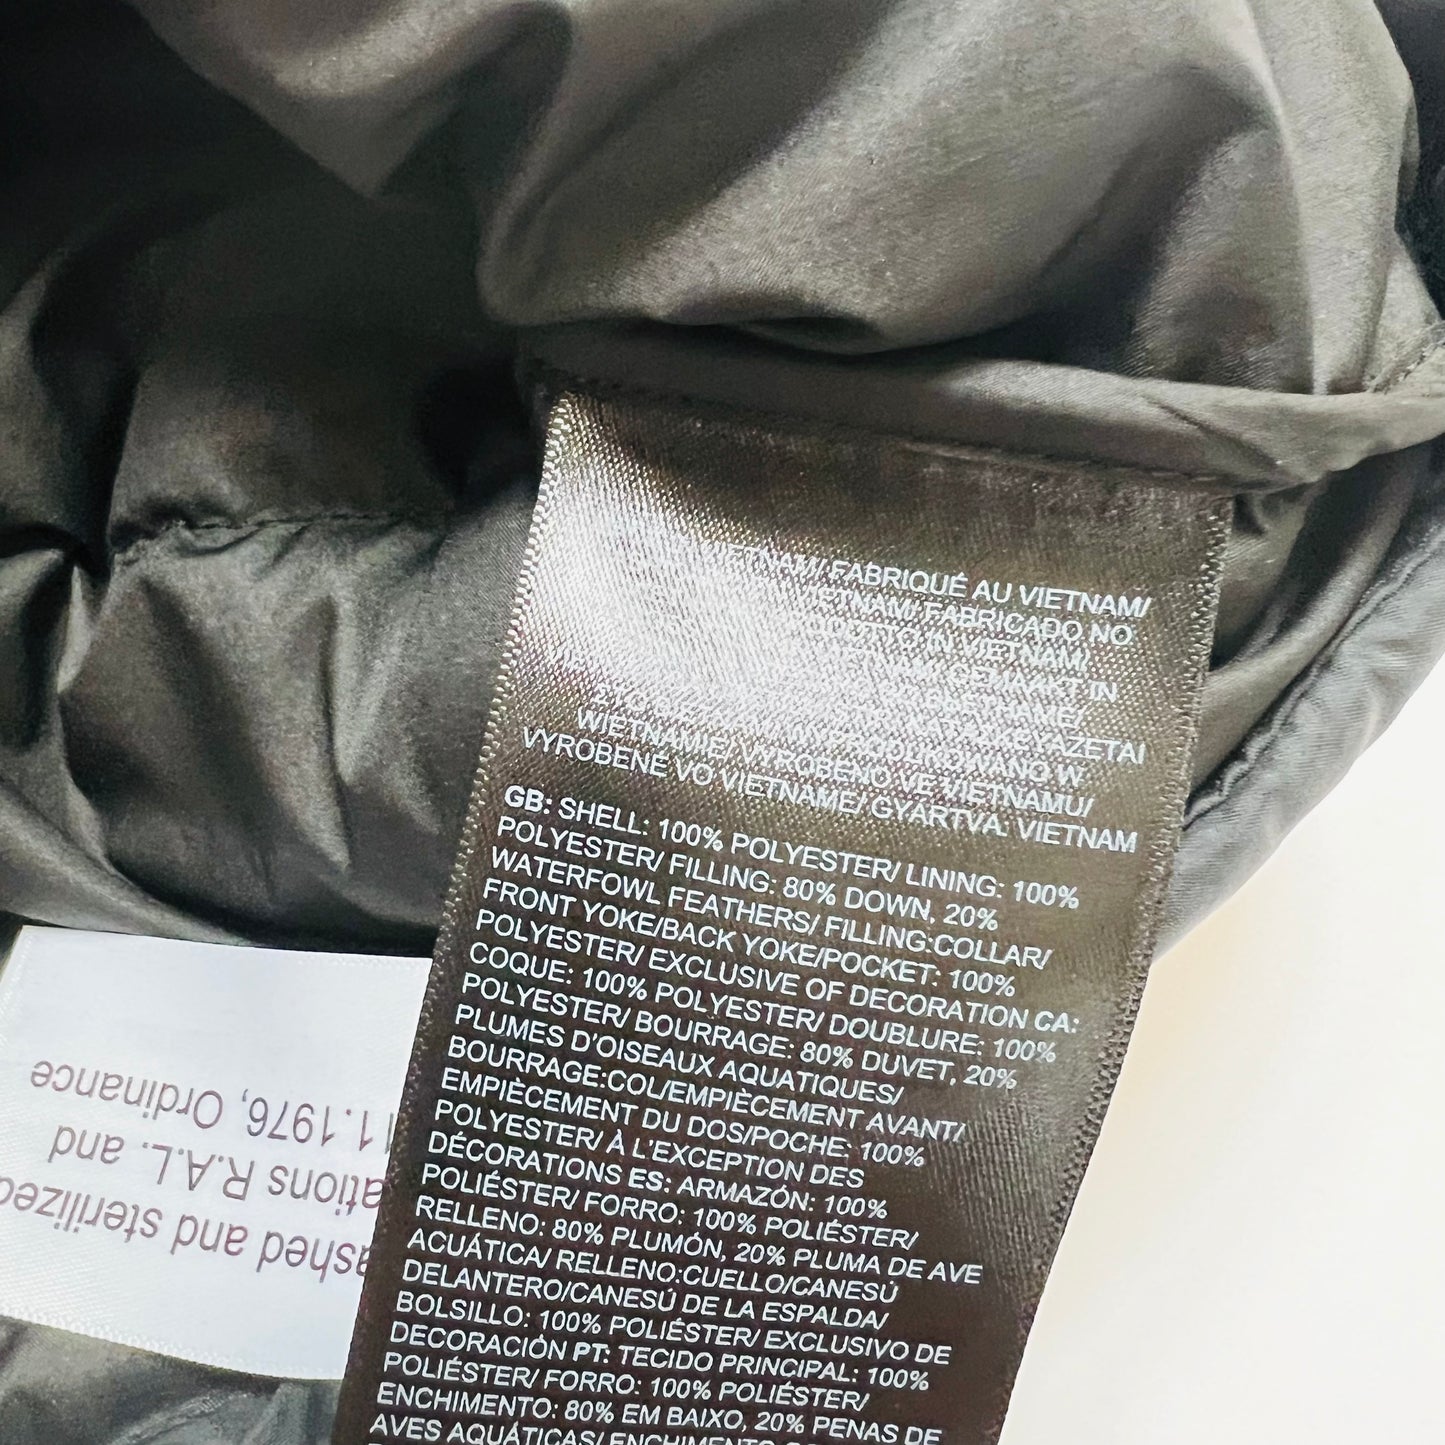 VIETNAM/ FABRIQUÉ AU VIETNAM/
FABRICADO NO
IN VIETNAM/
GEMAAKT IN
WIETNAMIE/ VYROBENO VE VIETNAMU/
VYROBENÉ VO VIETNAME/ GYÁRTVA: VIETNAM
GB: SHELL: 100% POLYESTER/ LINING: 100%
POLYESTER/ FILLING: 80% DOWN, 20%
WATERFOWL FEATHERS/ FILLING:COLLAR/
FRONT YOKE/BACK YOKE/POCKET: 100%
POLYESTER/ EXCLUSIVE OF DECORATION CA:
COQUE: 100% POLYESTER/ DOUBLURE: 100%
POLYESTER/ BOURRAGE: 80% DUVET, 20%
PLUMES D'OISEAUX AQUATIQUES/
BOURRAGE:COL/EMPIÈCEMENT AVANT/
EMPIÈCEMENT DU DOS/POCHE: 100%
POLYESTER/ À L'EXCEPTION DES
DÉCORATIONS ES: ARMAZÓN: 100%
POLIÉSTER/ FORRO: 100% POLIÉSTER/
RELLENO: 80% PLUMÓN, 20% PLUMA DE AVE
ACUÁTICA/ RELLENO:CUELLO/CANESÚ
DELANTERO/CANESÚ DE LA ESPALDA/
BOLSILLO: 100% POLIÉSTER/ EXCLUSIVO DE
DECORACIÓN PT: TECIDO PRINCIPAL: 100%
POLIÉSTER/ FORRO: 100% POLIÉSTER/
ENCHIMENTO: 80% EM BAIXO, 20% PENAS DE
AVES AQUÁTICAS/ ENCHIMENTO
ashed and sterilized
ations R.A.L. and
11.1976, Ordinance